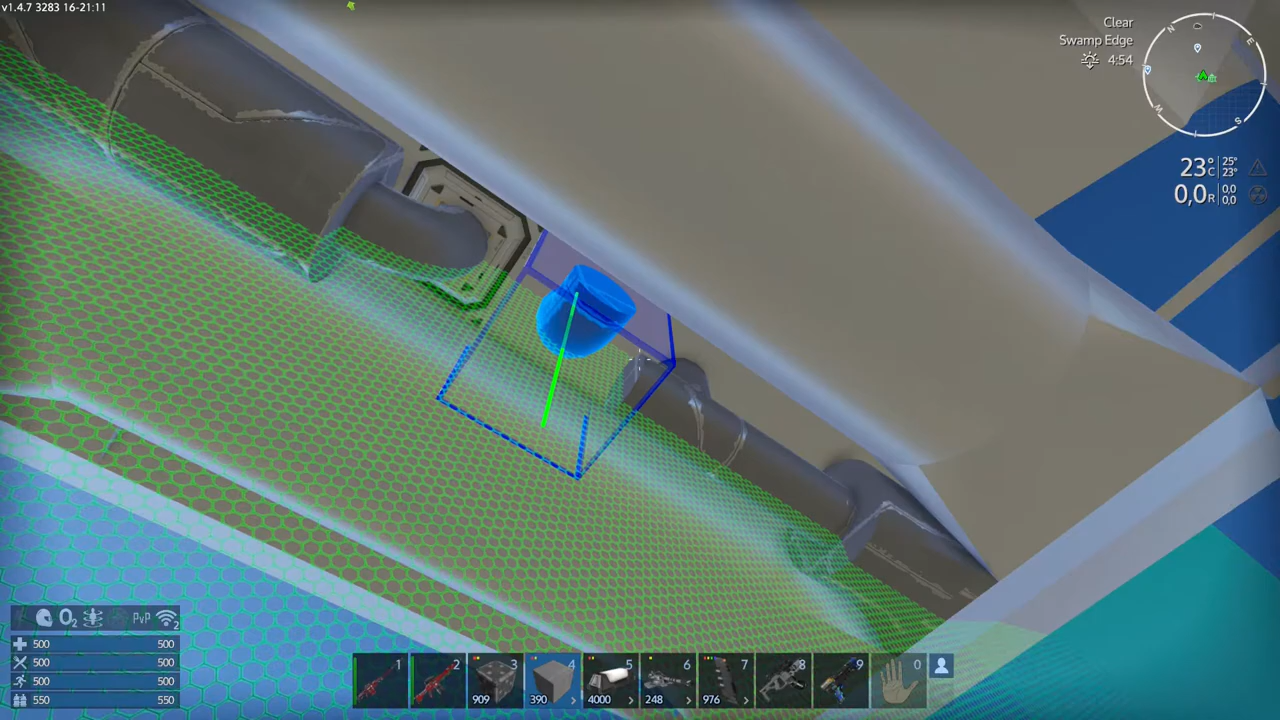 v1.4.7 3283 16-21:11
Clear
Swamp Edge
4:54
N
E
W
S
23°C 25° 23°
0,0R 0,0 0,0
O2 PVP 2
500 500
500 500
500 500
550 550
1 2 3 4 5 6 7 8 9 0
909 390 4000 248 976